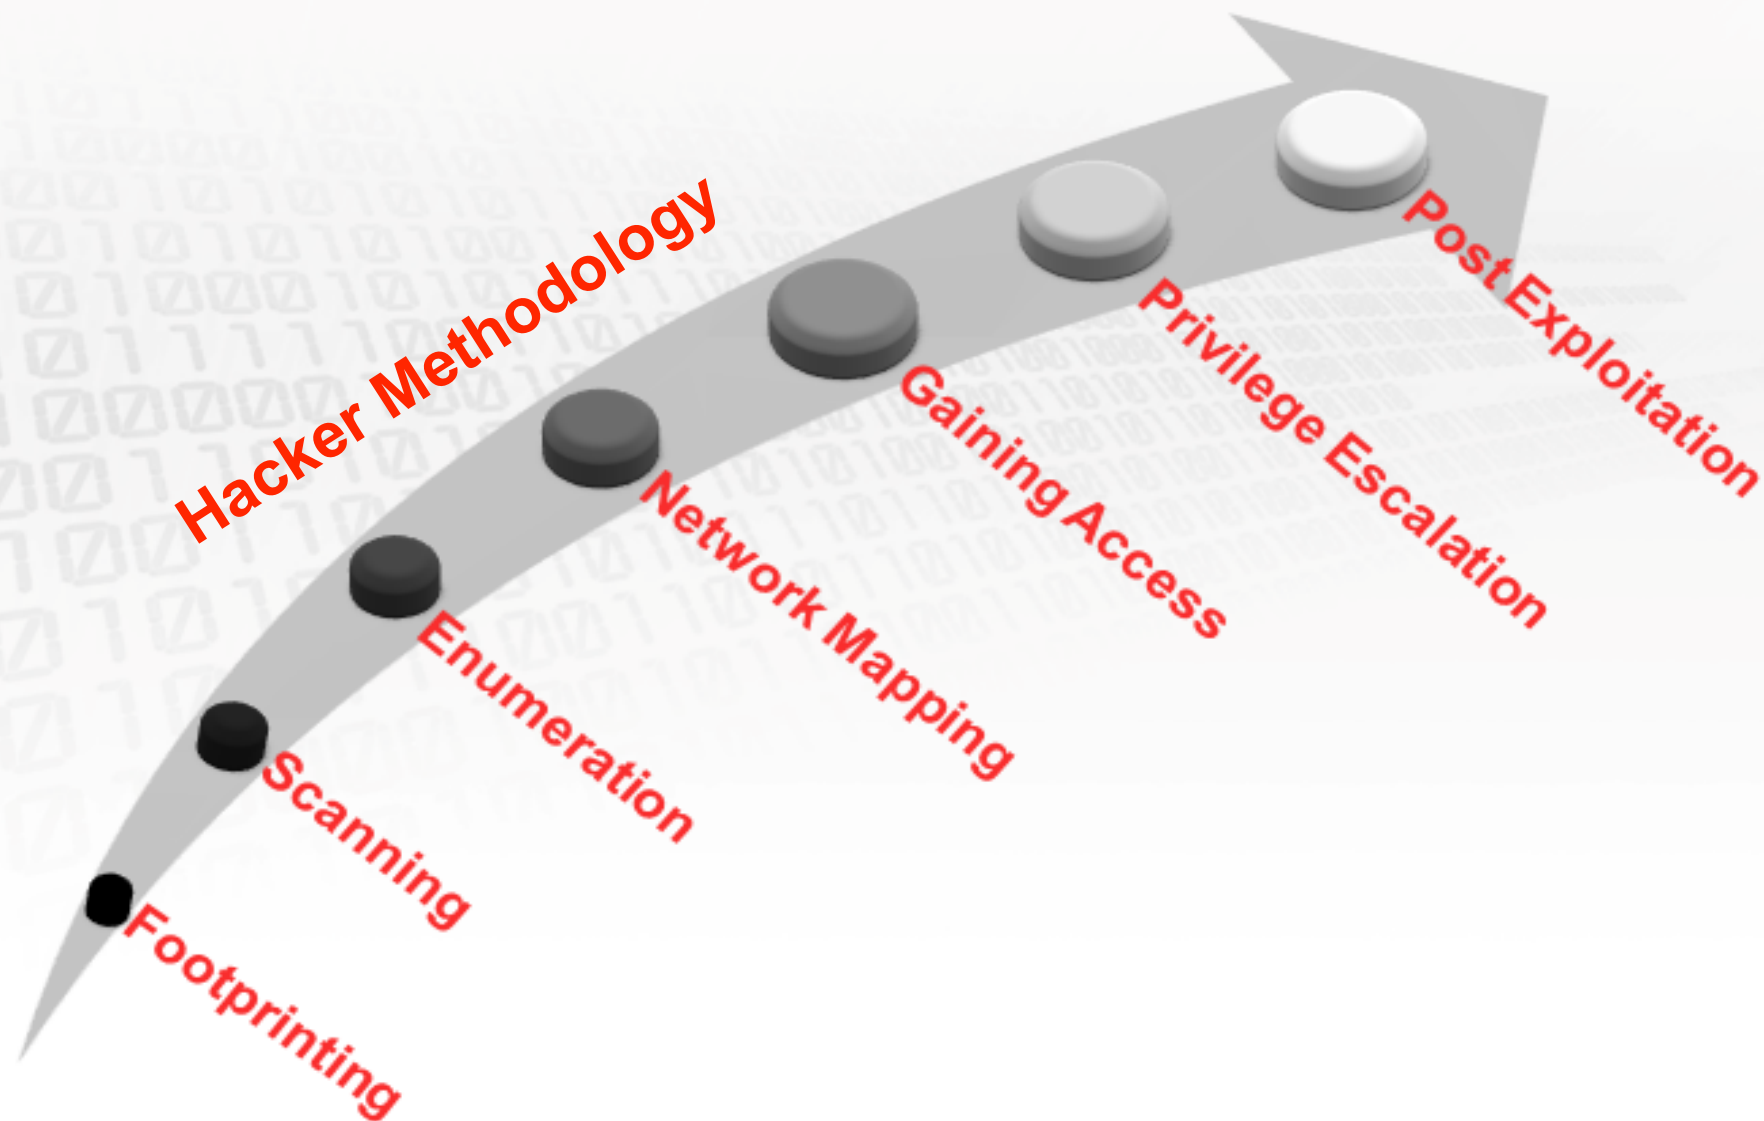 Hacker Methodology
Footprinting
Scanning
Enumeration
Network Mapping
Gaining Access
Privilege Escalation
Post Exploitation